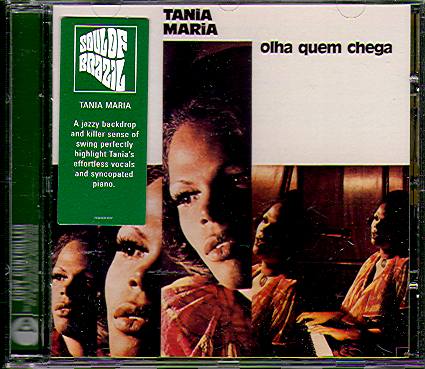 SOUL OF
BRAZIL
TANIA MARIA
A jazzy backdrop
and killer sense of
swing perfectly
highlight Tania's
effortless vocals
and syncopated
piano.
TANiA
MARiA
olha quem chega